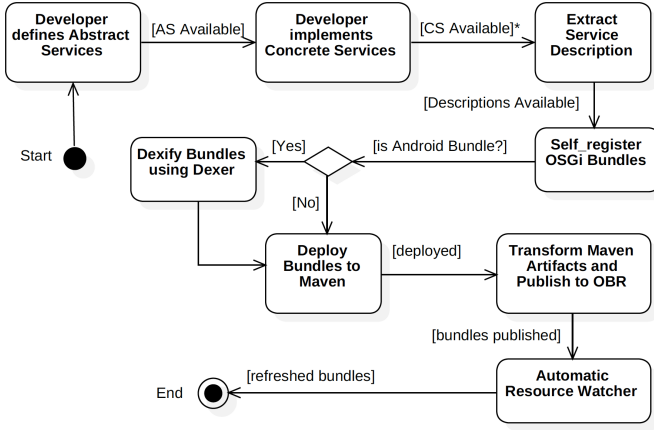 Developer
defines Abstract
Services
[AS Available]
Developer
implements
Concrete Services
[CS Available]*
Extract
Service
Description
[Descriptions Available]
Start
Self_register
OSGi Bundles
[is Android Bundle?]
[Yes]
Dexify Bundles
using Dexer
[No]
Deploy
Bundles to
Maven
[deployed]
Transform Maven
Artifacts and
Publish to OBR
[bundles published]
Automatic
Resource Watcher
[refreshed bundles]
End